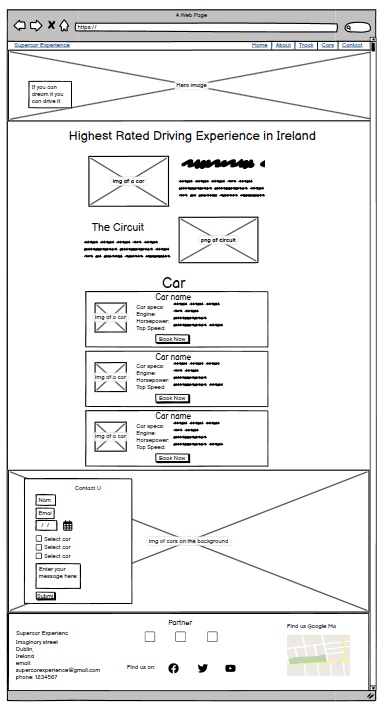 A Web Page
https://
Supercar Experience
Home About Track Cars Contact
If you can
dream it you
can drive it
Hero image
Highest Rated Driving Experience in Ireland
img of a car
The Circuit
png of circuit
Car
Car name
img of a car
Car specs:
Engine:
Horsepower:
Top Speed:
Book Now
Car name
img of a car
Car specs:
Engine:
Horsepower:
Top Speed:
Book Now
Car name
img of a car
Car specs:
Engine:
Horsepower:
Top Speed:
Book Now
Contact U
Nam
Emai
/ /
Select car
Select car
Select car
Enter your
message here:
Submi
img of cars on the background
Supercar Experienc
Imaginary street
Dublin,
Ireland
email:
supercarexperience@gmail.com
phone: 1234567
Partner
Find us on:
Find us Google Ma